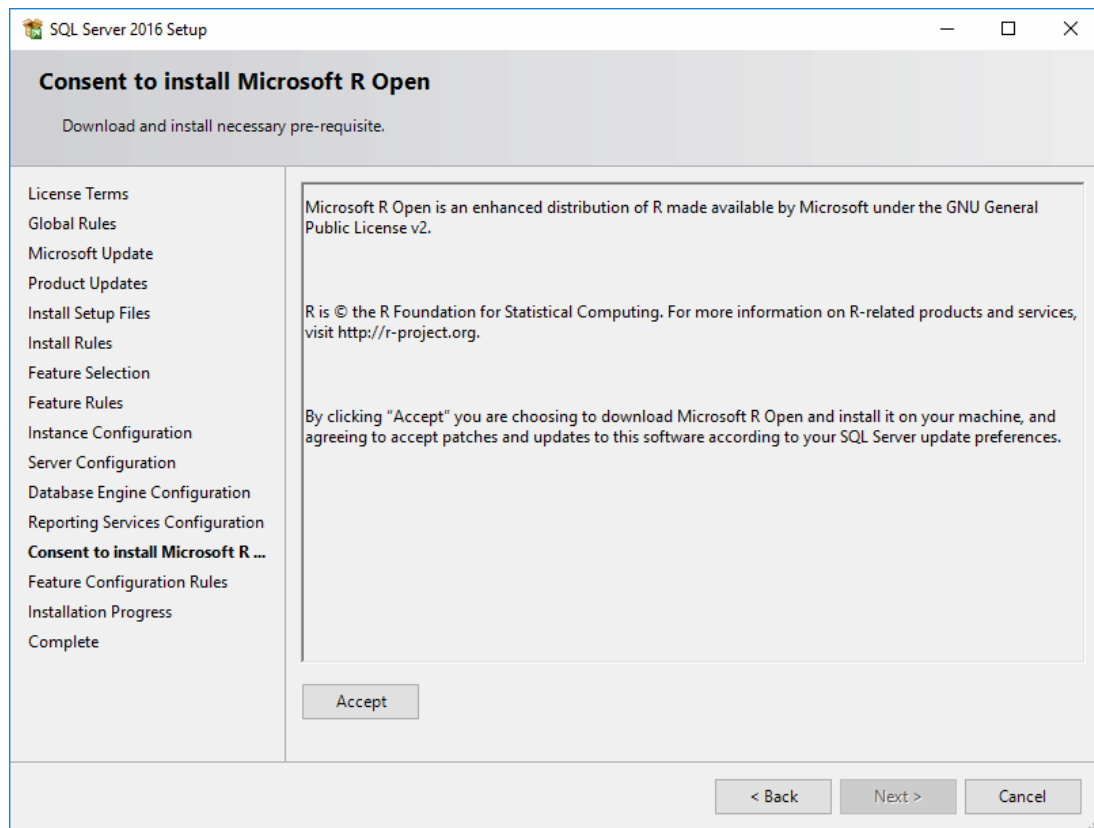 SQL Server 2016 Setup
Consent to install Microsoft R Open
Download and install necessary pre-requisite.
License Terms
Global Rules
Microsoft Update
Product Updates
Install Setup Files
Install Rules
Feature Selection
Feature Rules
Instance Configuration
Server Configuration
Database Engine Configuration
Reporting Services Configuration
Consent to install Microsoft R ...
Feature Configuration Rules
Installation Progress
Complete
Microsoft R Open is an enhanced distribution of R made available by Microsoft under the GNU General
Public License v2.
R is © the R Foundation for Statistical Computing. For more information on R-related products and services,
visit http://r-project.org.
By clicking “Accept” you are choosing to download Microsoft R Open and install it on your machine, and
agreeing to accept patches and updates to this software according to your SQL Server update preferences.
Accept
< Back
Next >
Cancel